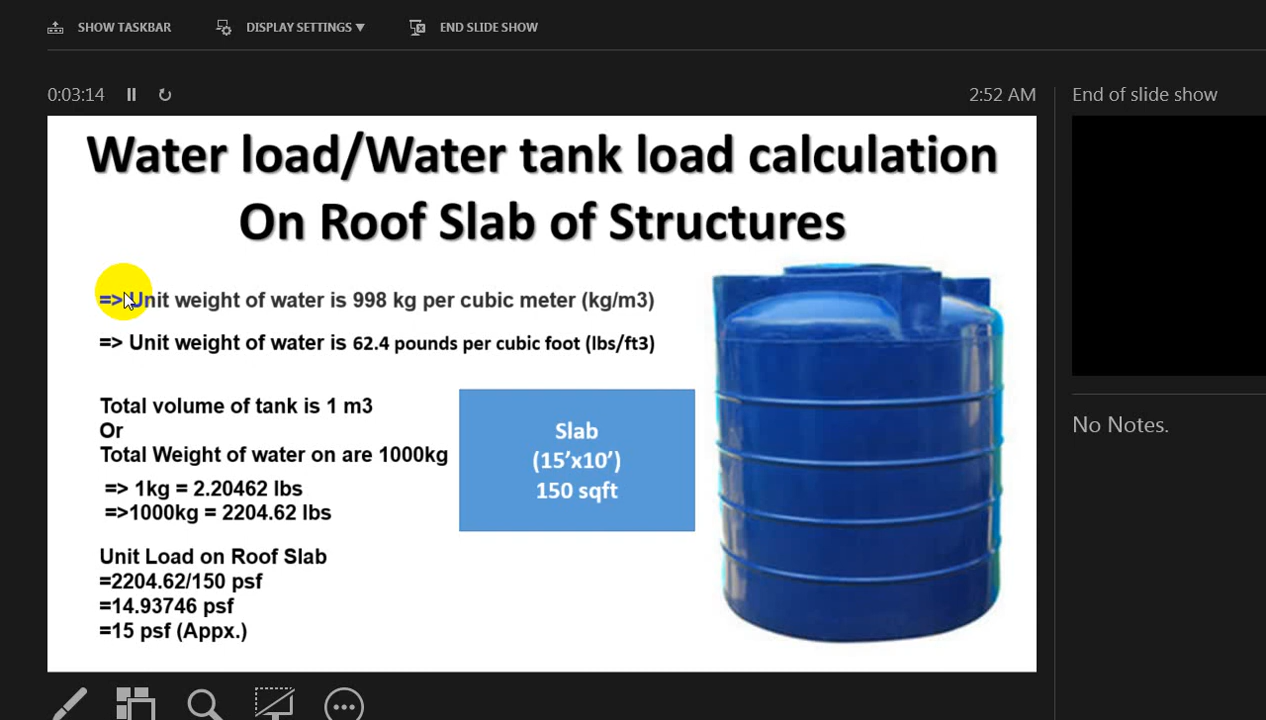 SHOW TASKBAR DISPLAY SETTINGS ▼ END SLIDE SHOW
0:03:14 2:52 AM
Water load/Water tank load calculation
On Roof Slab of Structures
=> Unit weight of water is 998 kg per cubic meter (kg/m3)
=> Unit weight of water is 62.4 pounds per cubic foot (lbs/ft3)
Total volume of tank is 1 m3
Or
Total Weight of water on are 1000kg
=> 1kg = 2.20462 lbs
=>1000kg = 2204.62 lbs
Unit Load on Roof Slab
=2204.62/150 psf
=14.93746 psf
=15 psf (Appx.)
Slab
(15’x10’)
150 sqft
End of slide show
No Notes.